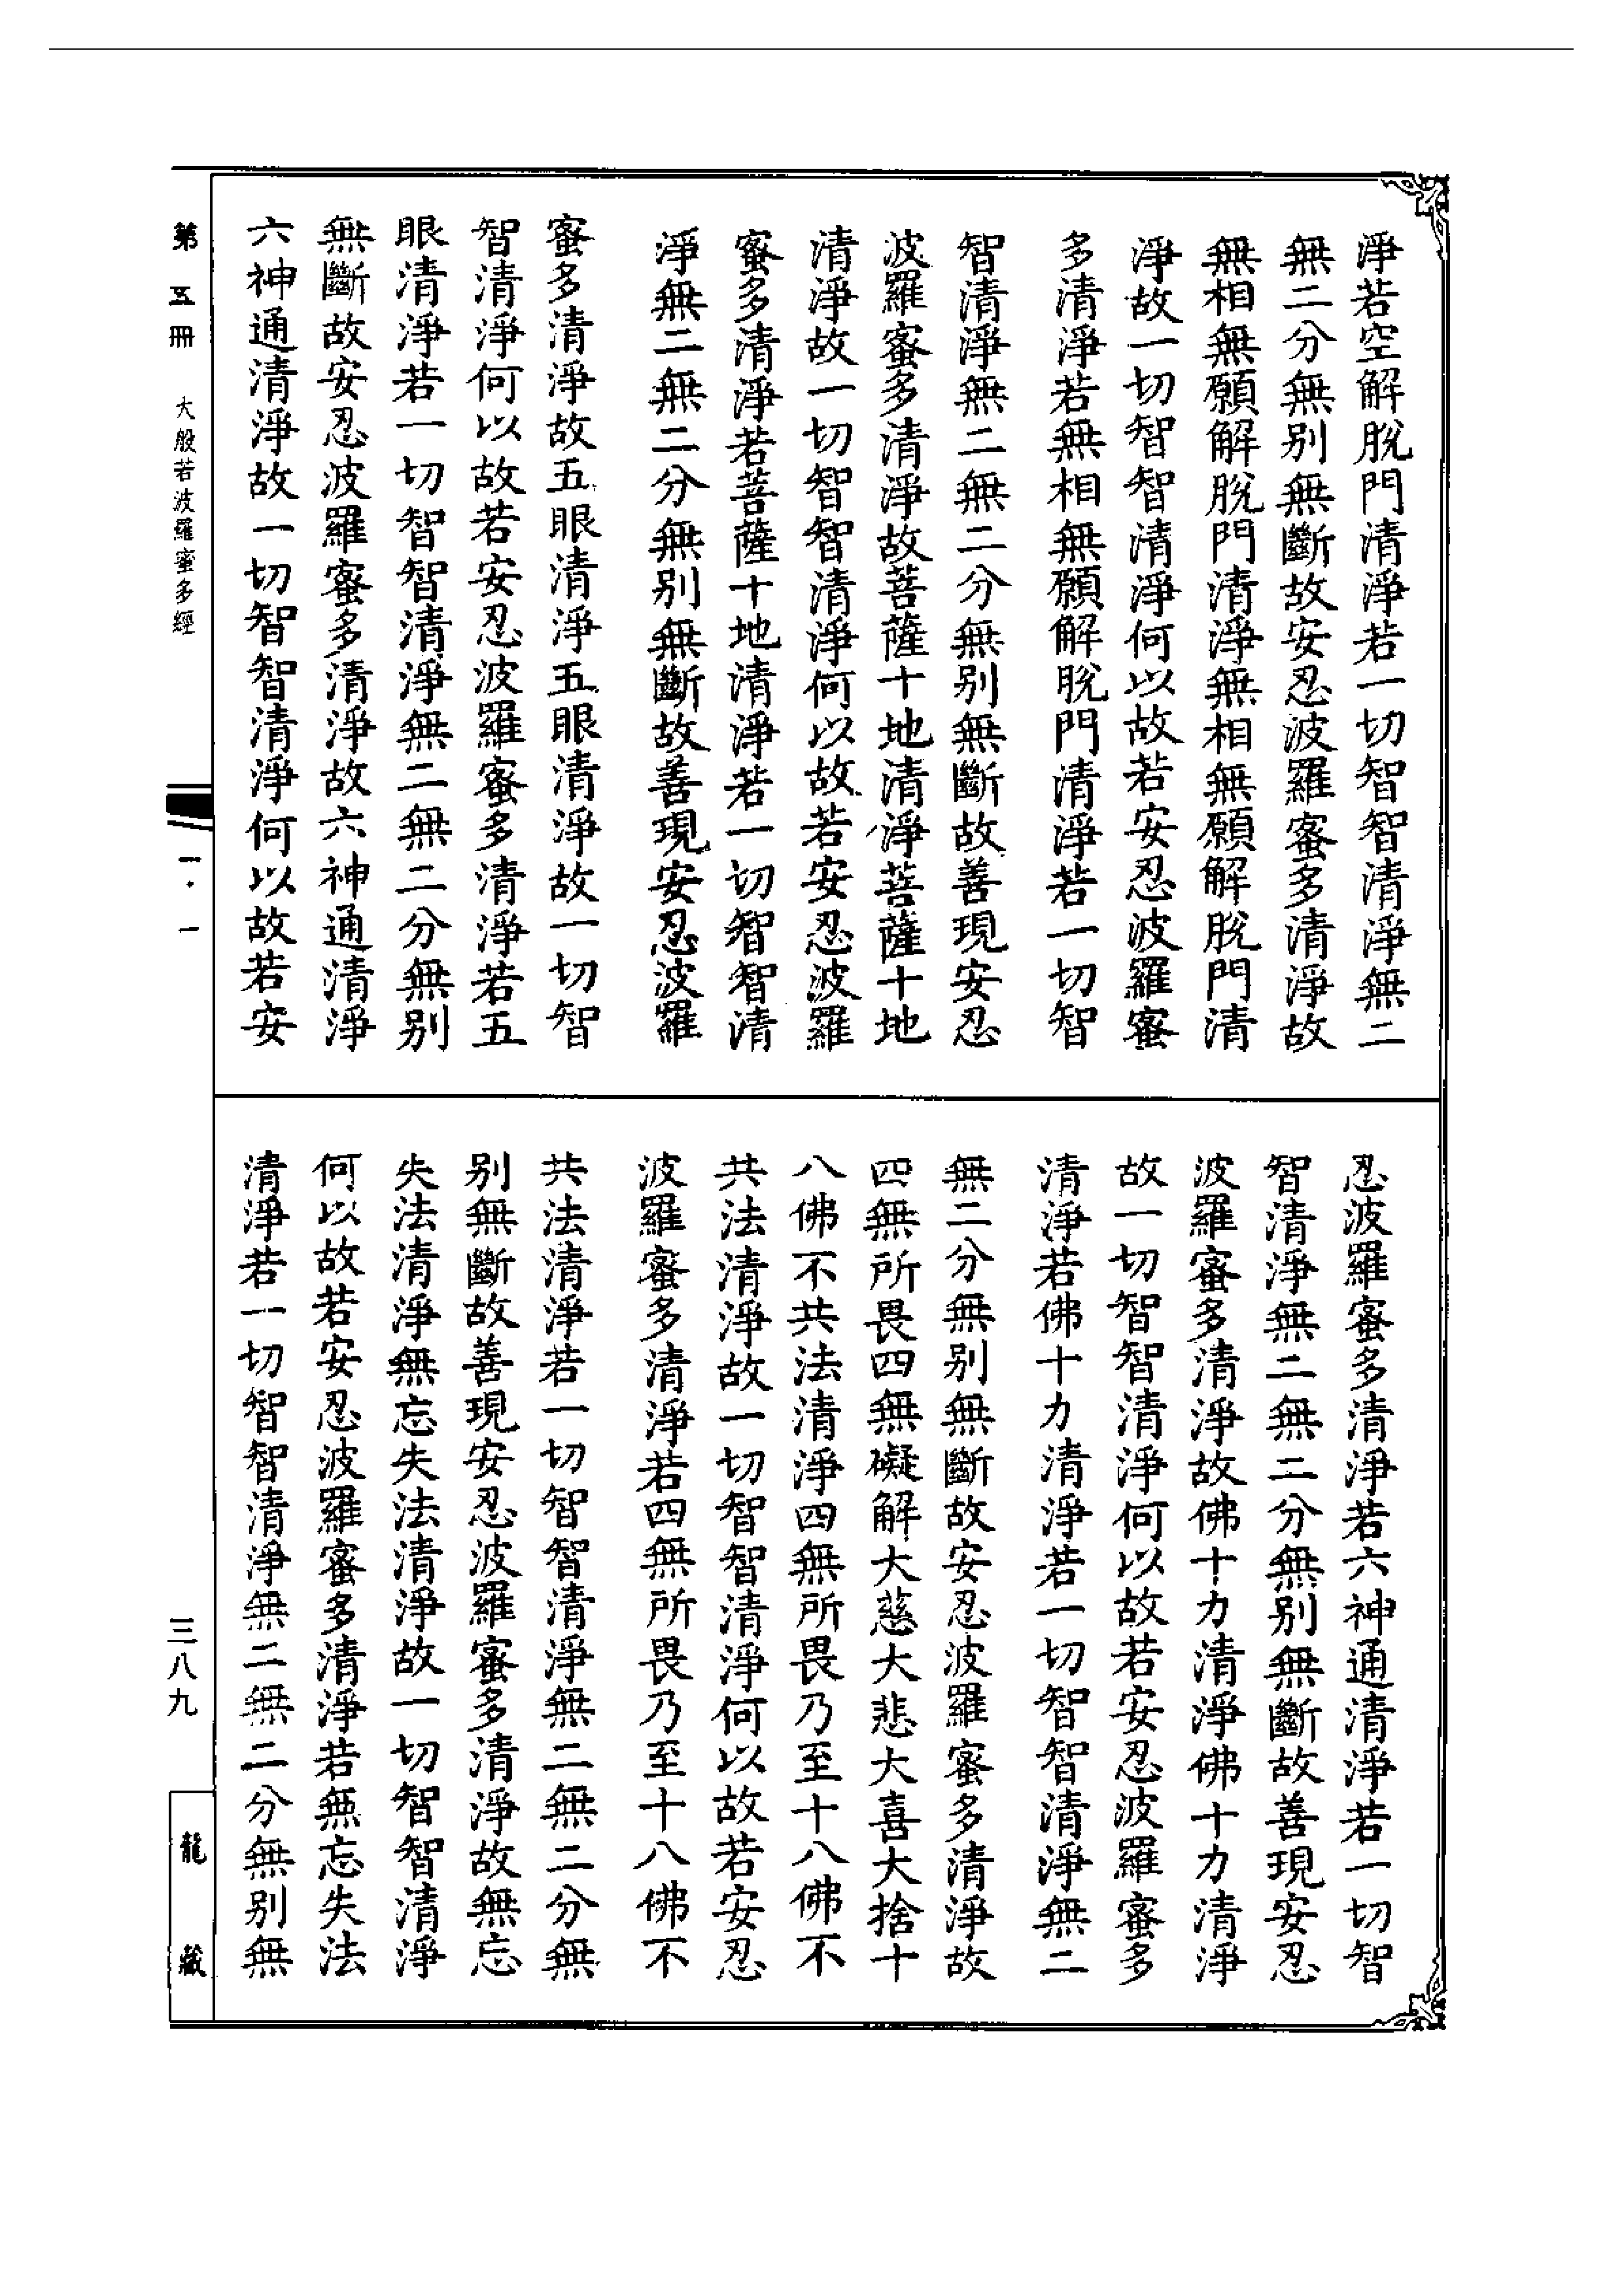 淨若空解脫門清淨若一切智智清淨無二
無二分無别無斷故安忍波羅蜜多清淨故
無相無願解脫門清淨無相無願解脫門清
淨故一切智智清淨何以故若安忍波羅蜜
多清淨若無相無願解脫門清淨若一切智
智清淨無二無二分無别無斷故善現安忍
波羅蜜多清淨故菩薩十地清淨菩薩十地
清淨故一切智智清淨何以故若安忍波羅
蜜多清淨若菩薩十地清淨若一切智智清
淨無二無二分無别無斷故善現安忍波羅
蜜多清淨故五眼清淨五眼清淨故一切智
智清淨何以故若安忍波羅蜜多清淨若五
眼清淨若一切智智清淨無二無二分無别
無斷故安忍波羅蜜多清淨故六神通清淨
六神通清淨故一切智智清淨何以故若安
忍波羅蜜多清淨若六神通清淨若一切智
智清淨無二無二分無别無斷故善現安忍
波羅蜜多清淨故佛十力清淨佛十力清淨
故一切智智清淨何以故若安忍波羅蜜多
清淨若佛十力清淨若一切智智清淨無二
無二分無别無斷故安忍波羅蜜多清淨故
四無所畏四無礙解大慈大悲大喜大捨十
八佛不共法清淨四無所畏乃至十八佛不
共法清淨故一切智智清淨何以故若安忍
波羅蜜多清淨若四無所畏乃至十八佛不
共法清淨若一切智智清淨無二無二分無
别無斷故善現安忍波羅蜜多清淨故無忘
失法清淨無忘失法清淨故一切智智清淨
何以故若安忍波羅蜜多清淨若無忘失法
清淨若一切智智清淨無二無二分無别無
第五冊 大般若波羅蜜多經 一·一
三八九
龍藏